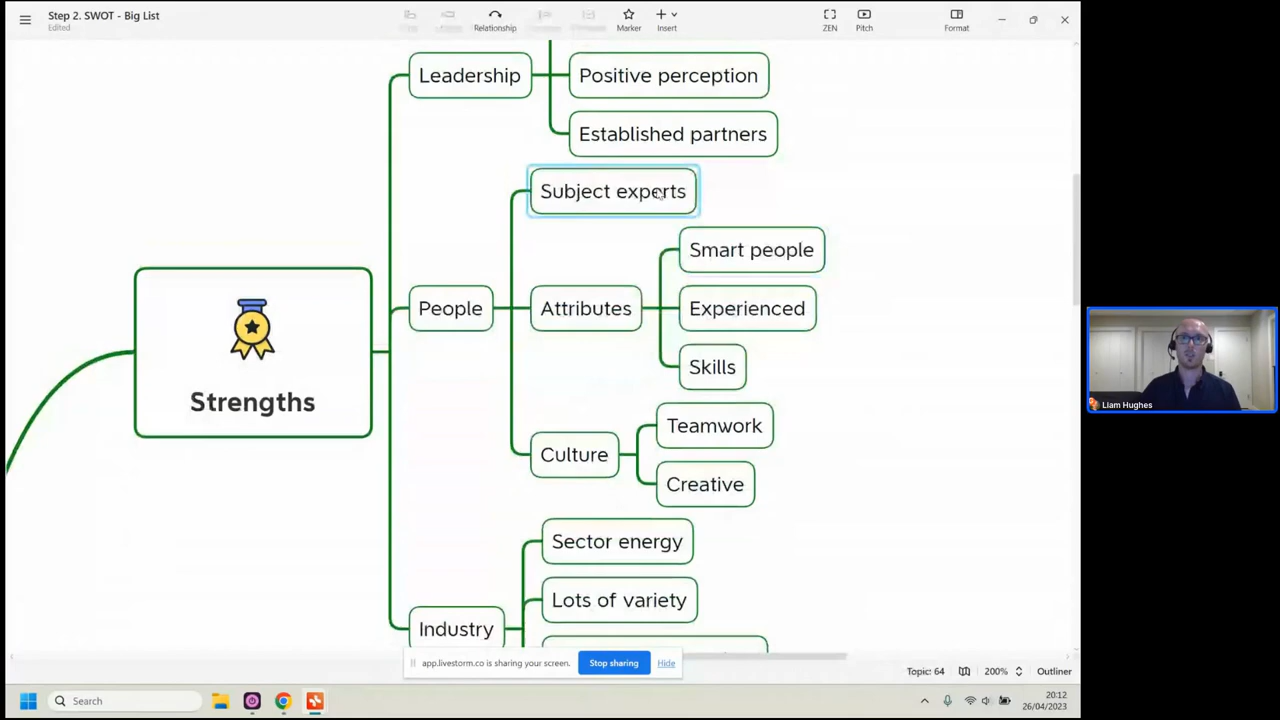 Step 2. SWOT - Big List
Edited
Relationship
Marker
Insert
ZEN
Pitch
Format
Leadership
Positive perception
Established partners
Subject experts
Smart people
People
Attributes
Experienced
Skills
Strengths
Teamwork
Culture
Creative
Sector energy
Lots of variety
Industry
Liam Hughes
app.livestorm.co is sharing your screen.
Stop sharing
Hide
Topic: 64
200%
Outliner
Search
20:12
26/04/2023